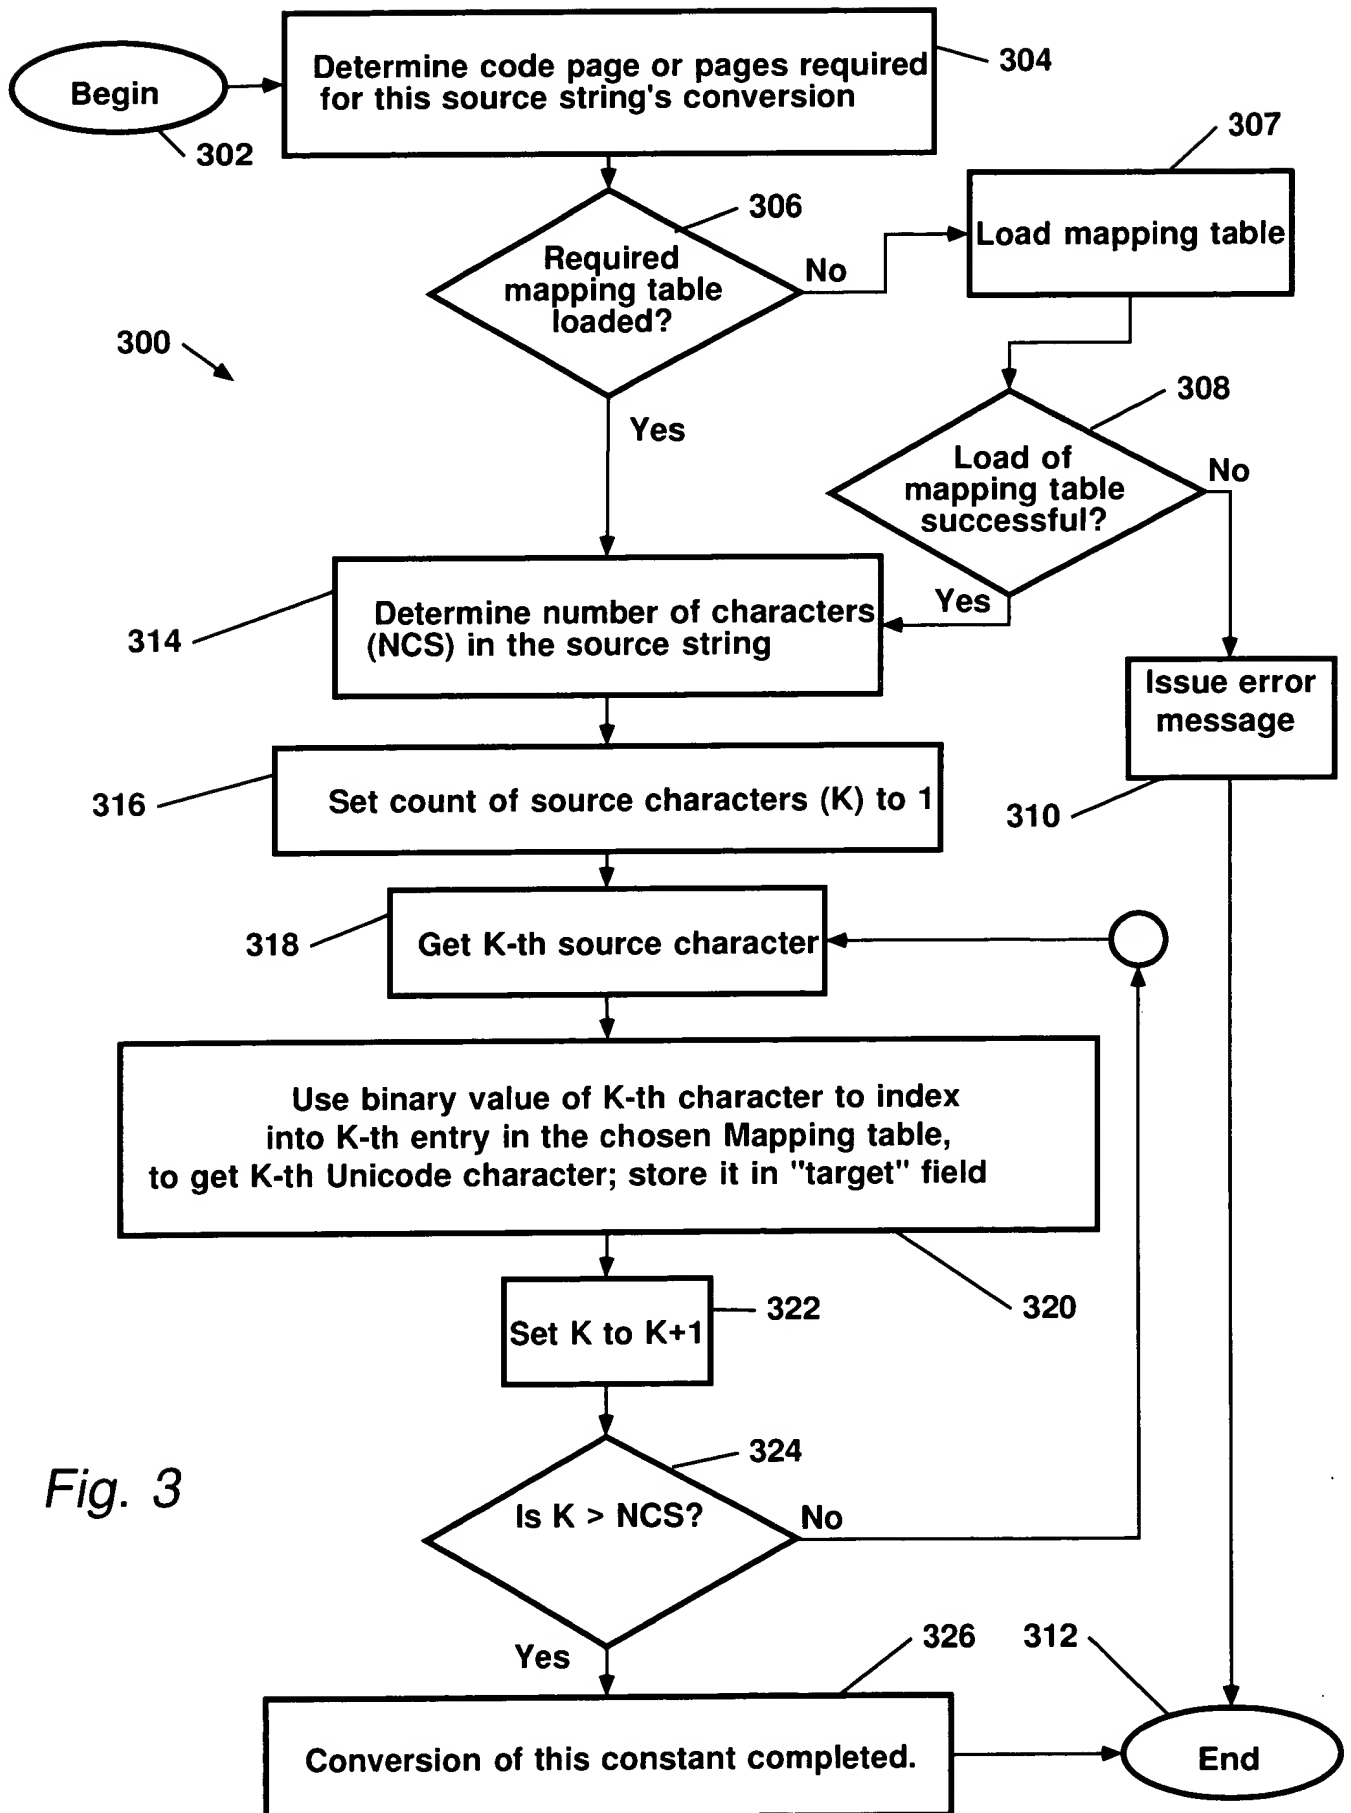 Begin
302
Determine code page or pages required
for this source string's conversion
304
307
306
Required
mapping table
loaded?
No
Load mapping table
300
Yes
308
Load of
mapping table
successful?
No
Yes
314
Determine number of characters
(NCS) in the source string
Issue error
message
310
316
Set count of source characters (K) to 1
318
Get K-th source character
Use binary value of K-th character to index
into K-th entry in the chosen Mapping table,
to get K-th Unicode character; store it in "target" field
320
Set K to K+1
322
324
Is K > NCS?
No
Fig. 3
Yes
326
312
Conversion of this constant completed.
End